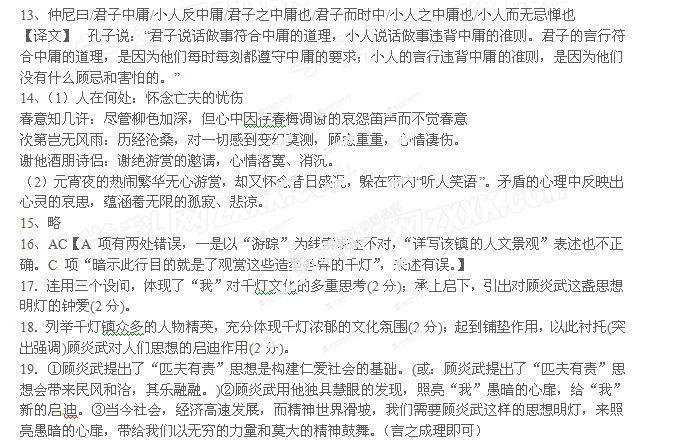 13、仲尼曰/君子中庸/小人反中庸/君子之中庸也/君子而时中/小人之中庸也/小人而无忌惮也
【译文】 孔子说：“君子说话做事符合中庸的道理，小人说话做事违背中庸的准则。君子的言行符
合中庸的道理，是因为他们每时每刻都遵守中庸的要求；小人的言行违背中庸的准则，是因为他们
没有什么顾忌和害怕的。”
14、（1）人在何处：怀念亡夫的忧伤
春意知几许：尽管柳色加深，但心中因存春梅凋谢的哀怨笛声而不觉春意
次第岂无风雨：历经沧桑，对一切感到变幻莫测，顾虑重重，心情凄伤。
谢他酒朋诗侣：谢绝游赏的邀请，心情落寞、消沉。
（2）元宵夜的热闹繁华无心游赏，却又怀念昔日盛况，躲在帘内“听人笑语”。矛盾的心理中反映出
心灵的哀思，蕴涵着无限的孤寂、悲凉。
15、略
16、AC【A 项有两处错误，一是以“游踪”为线索表述不对，“详写该镇的人文景观”表述也不正
确。C 项“暗示此行目的就是了观赏这些造型各异的千灯”，表述有误。】
17. 连用三个设问，体现了“我”对千灯文化的多重思考(2 分)；承上启下，引出对顾炎武这盏思想
明灯的钟爱(2 分)。
18. 列举千灯镇众多的人物精英，充分体现千灯浓郁的文化氛围(2 分)；起到铺垫作用，以此衬托(突
出强调)顾炎武对人们思想的启迪作用(2 分)。
19. ①顾炎武提出了“匹夫有责”思想是构建仁爱社会的基础。(或：顾炎武提出了“匹夫有责”思
想会带来民风和洽，其乐融融。)②顾炎武用他独具慧眼的发现，照亮“我”愚暗的心扉，给“我”
新的启迪。③当今社会，经济高速发展，而精神世界滑坡，我们需要顾炎武这样的思想明灯，来照
亮愚暗的心扉，带给我们以无穷的力量和莫大的精神鼓舞。（言之成理即可）